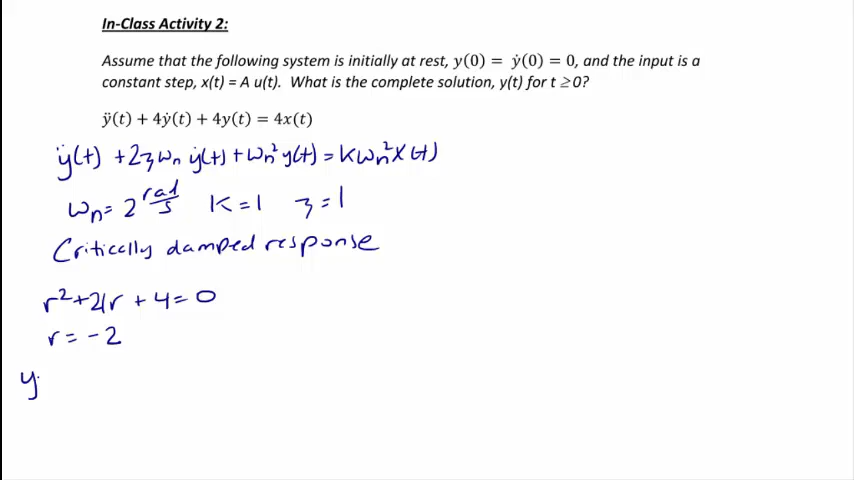 In-Class Activity 2:
Assume that the following system is initially at rest, y(0) = ẏ(0) = 0, and the input is a
constant step, x(t) = A u(t). What is the complete solution, y(t) for t ≥ 0?
ÿ(t) + 4ẏ(t) + 4y(t) = 4x(t)
ÿ(t) + 2ζωₙ ẏ(t) + ωₙ² y(t) = Kωₙ² x(t)
ωₙ = 2 rad/s K = 1 ζ = 1
Critically damped response
r² + 4r + 4 = 0
r = -2
y